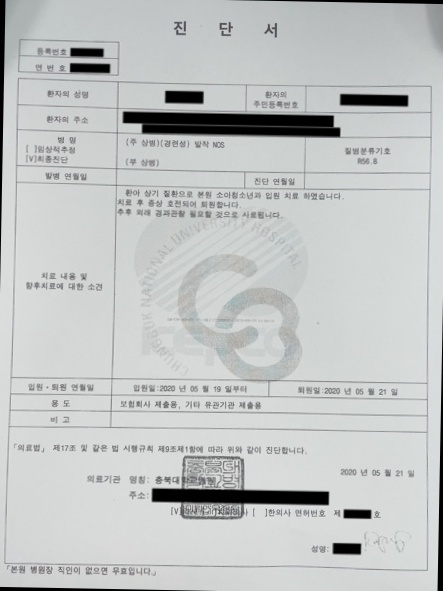 진 단 서
등록번호
연 번 호
환자의 성명
환자의
주민등록번호
환자의 주소
병 명
[ ]임상적추정
[V]최종진단
(주 상병)(경련성) 발작 NOS
(부 상병)
질병분류기호
R56.8
발병 연월일
진단 연월일
치료 내용 및
향후치료에 대한 소견
환아 상기 질환으로 본원 소아청소년과 입원 치료 하였습니다.
치료 후 증상 호전되어 퇴원합니다.
추후 외래 경과관찰 필요할 것으로 사료됩니다.
CHUNGBUK NATIONAL UNIVERSITY HOSPITAL
입원·퇴원 연월일
입원일:2020 년 05 월 19 일부터
퇴원일:2020 년 05 월 21 일
용 도
보험회사 제출용, 기타 유관기관 제출용
비 고
「의료법」 제17조 및 같은 법 시행규칙 제9조제1항에 따라 위와 같이 진단합니다.
2020 년 05 월 21 일
의료기관 명칭: 충북대학교병원
주소:
[V] [ ]한의사 면허번호 제 호
성명:
「본원 병원장 직인이 없으면 무효입니다.」